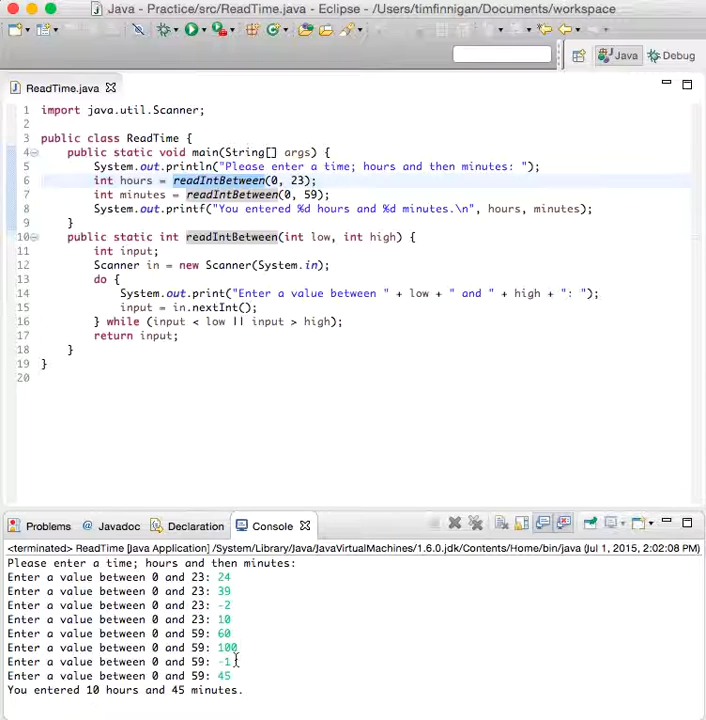 Java - Practice/src/ReadTime.java - Eclipse - /Users/timfinnigan/Documents/workspace
Java Debug
ReadTime.java
1 import java.util.Scanner;
2
3 public class ReadTime {
4 public static void main(String[] args) {
5 System.out.println("Please enter a time; hours and then minutes: ");
6 int hours = readIntBetween(0, 23);
7 int minutes = readIntBetween(0, 59);
8 System.out.printf("You entered %d hours and %d minutes.\n", hours, minutes);
9 }
10 public static int readIntBetween(int low, int high) {
11 int input;
12 Scanner in = new Scanner(System.in);
13 do {
14 System.out.print("Enter a value between " + low + " and " + high + ": ");
15 input = in.nextInt();
16 } while (input < low || input > high);
17 return input;
18 }
19 }
20
Problems @ Javadoc Declaration Console
<terminated> ReadTime [Java Application] /System/Library/Java/JavaVirtualMachines/1.6.0.jdk/Contents/Home/bin/java (Jul 1, 2015, 2:02:08 PM)
Please enter a time; hours and then minutes:
Enter a value between 0 and 23: 24
Enter a value between 0 and 23: 39
Enter a value between 0 and 23: -2
Enter a value between 0 and 23: 10
Enter a value between 0 and 59: 60
Enter a value between 0 and 59: 100
Enter a value between 0 and 59: -1
Enter a value between 0 and 59: 45
You entered 10 hours and 45 minutes.